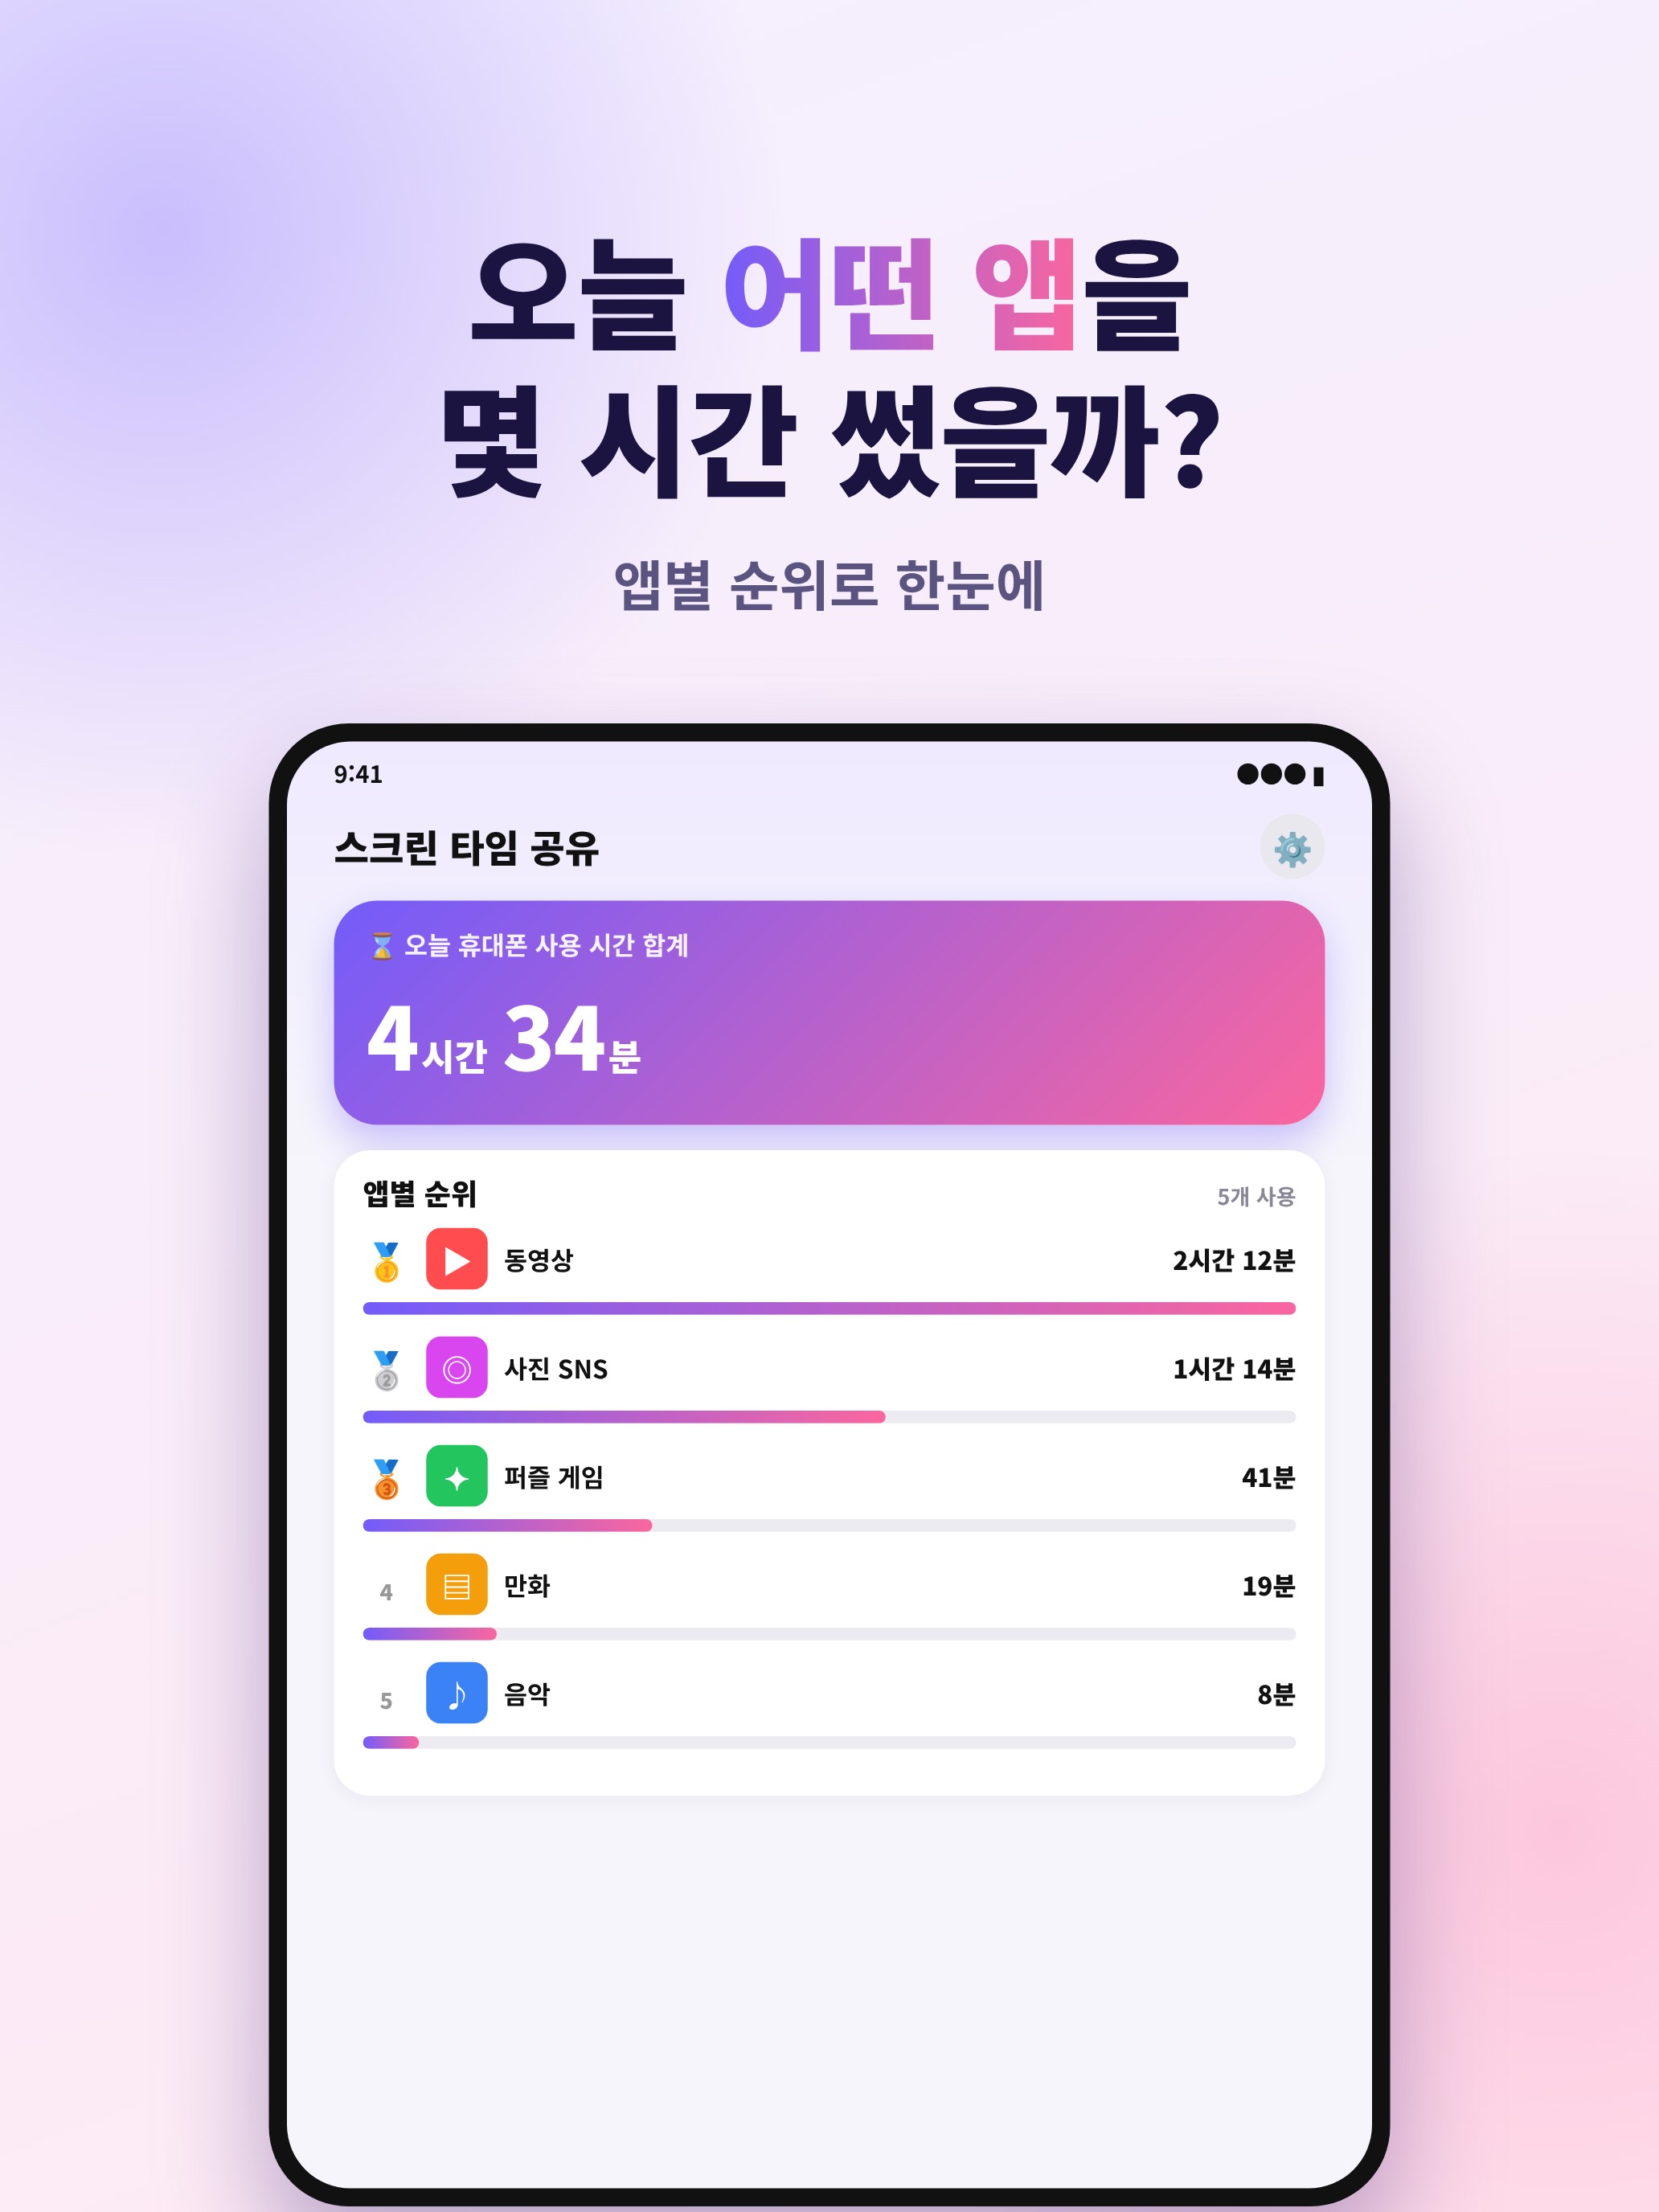 오늘 어떤 앱을
몇 시간 썼을까?
앱별 순위로 한눈에
9:41
스크린 타임 공유
오늘 휴대폰 사용 시간 합계
4시간 34분
앱별 순위
5개 사용
1
동영상
2시간 12분
2
사진 SNS
1시간 14분
3
퍼즐 게임
41분
4
만화
19분
5
음악
8분